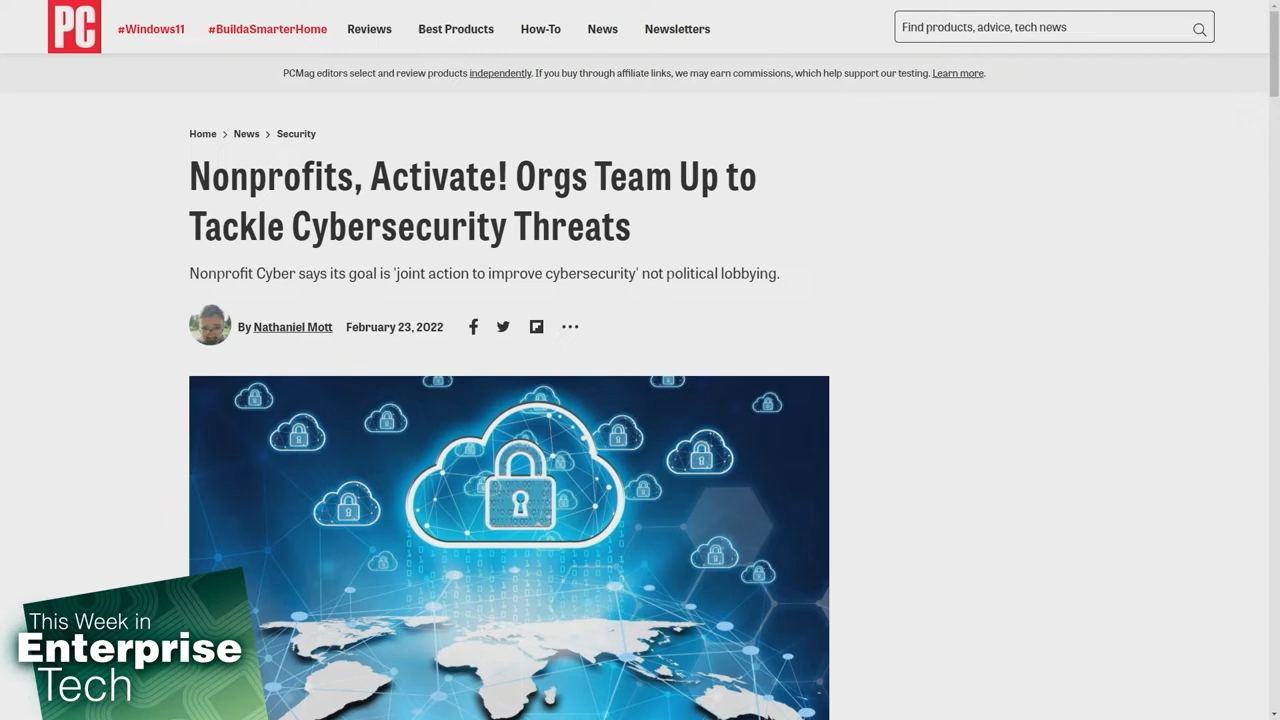 PC
#Windows11
#BuildaSmarterHome
Reviews
Best Products
How-To
News
Newsletters
Find products, advice, tech news
PCMag editors select and review products independently. If you buy through affiliate links, we may earn commissions, which help support our testing. Learn more.
Home > News > Security
Nonprofits, Activate! Orgs Team Up to
Tackle Cybersecurity Threats
Nonprofit Cyber says its goal is 'joint action to improve cybersecurity' not political lobbying.
By Nathaniel Mott
February 23, 2022
This Week in
Enterprise
Tech